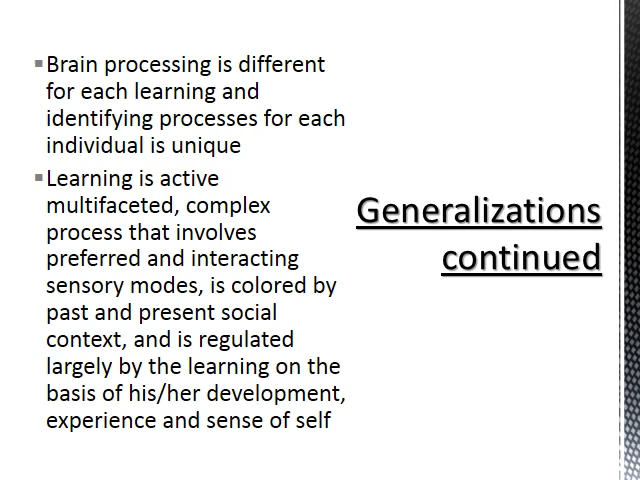 Brain processing is different
for each learning and
identifying processes for each
individual is unique
Learning is active
multifaceted, complex
process that involves
preferred and interacting
sensory modes, is colored by
past and present social
context, and is regulated
largely by the learning on the
basis of his/her development,
experience and sense of self
Generalizations
continued